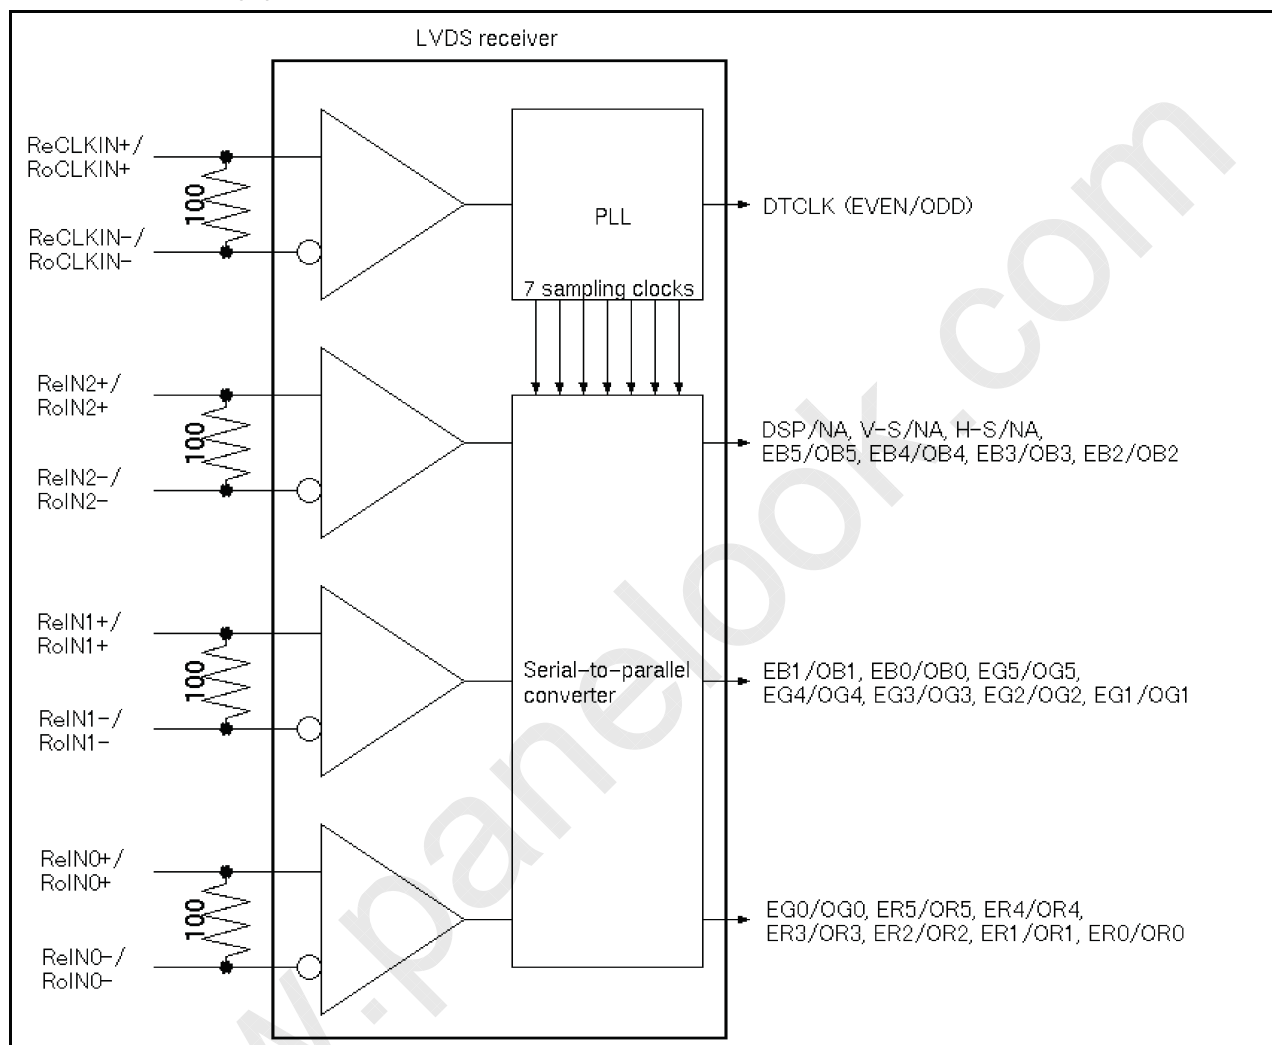 LVDS receiver
ReCLKIN+/
RoCLKIN+
100
ReCLKIN-/
RoCLKIN-
PLL
7 sampling clocks
DTCLK (EVEN/ODD)
ReIN2+/
RoIN2+
100
ReIN2-/
RoIN2-
DSP/NA, V-S/NA, H-S/NA,
EB5/OB5, EB4/OB4, EB3/OB3, EB2/OB2
ReIN1+/
RoIN1+
100
ReIN1-/
RoIN1-
Serial-to-parallel
converter
EB1/OB1, EB0/OB0, EG5/OG5,
EG4/OG4, EG3/OG3, EG2/OG2, EG1/OG1
ReIN0+/
RoIN0+
100
ReIN0-/
RoIN0-
EG0/OG0, ER5/OR5, ER4/OR4,
ER3/OR3, ER2/OR2, ER1/OR1, ER0/OR0
w.panelook.com